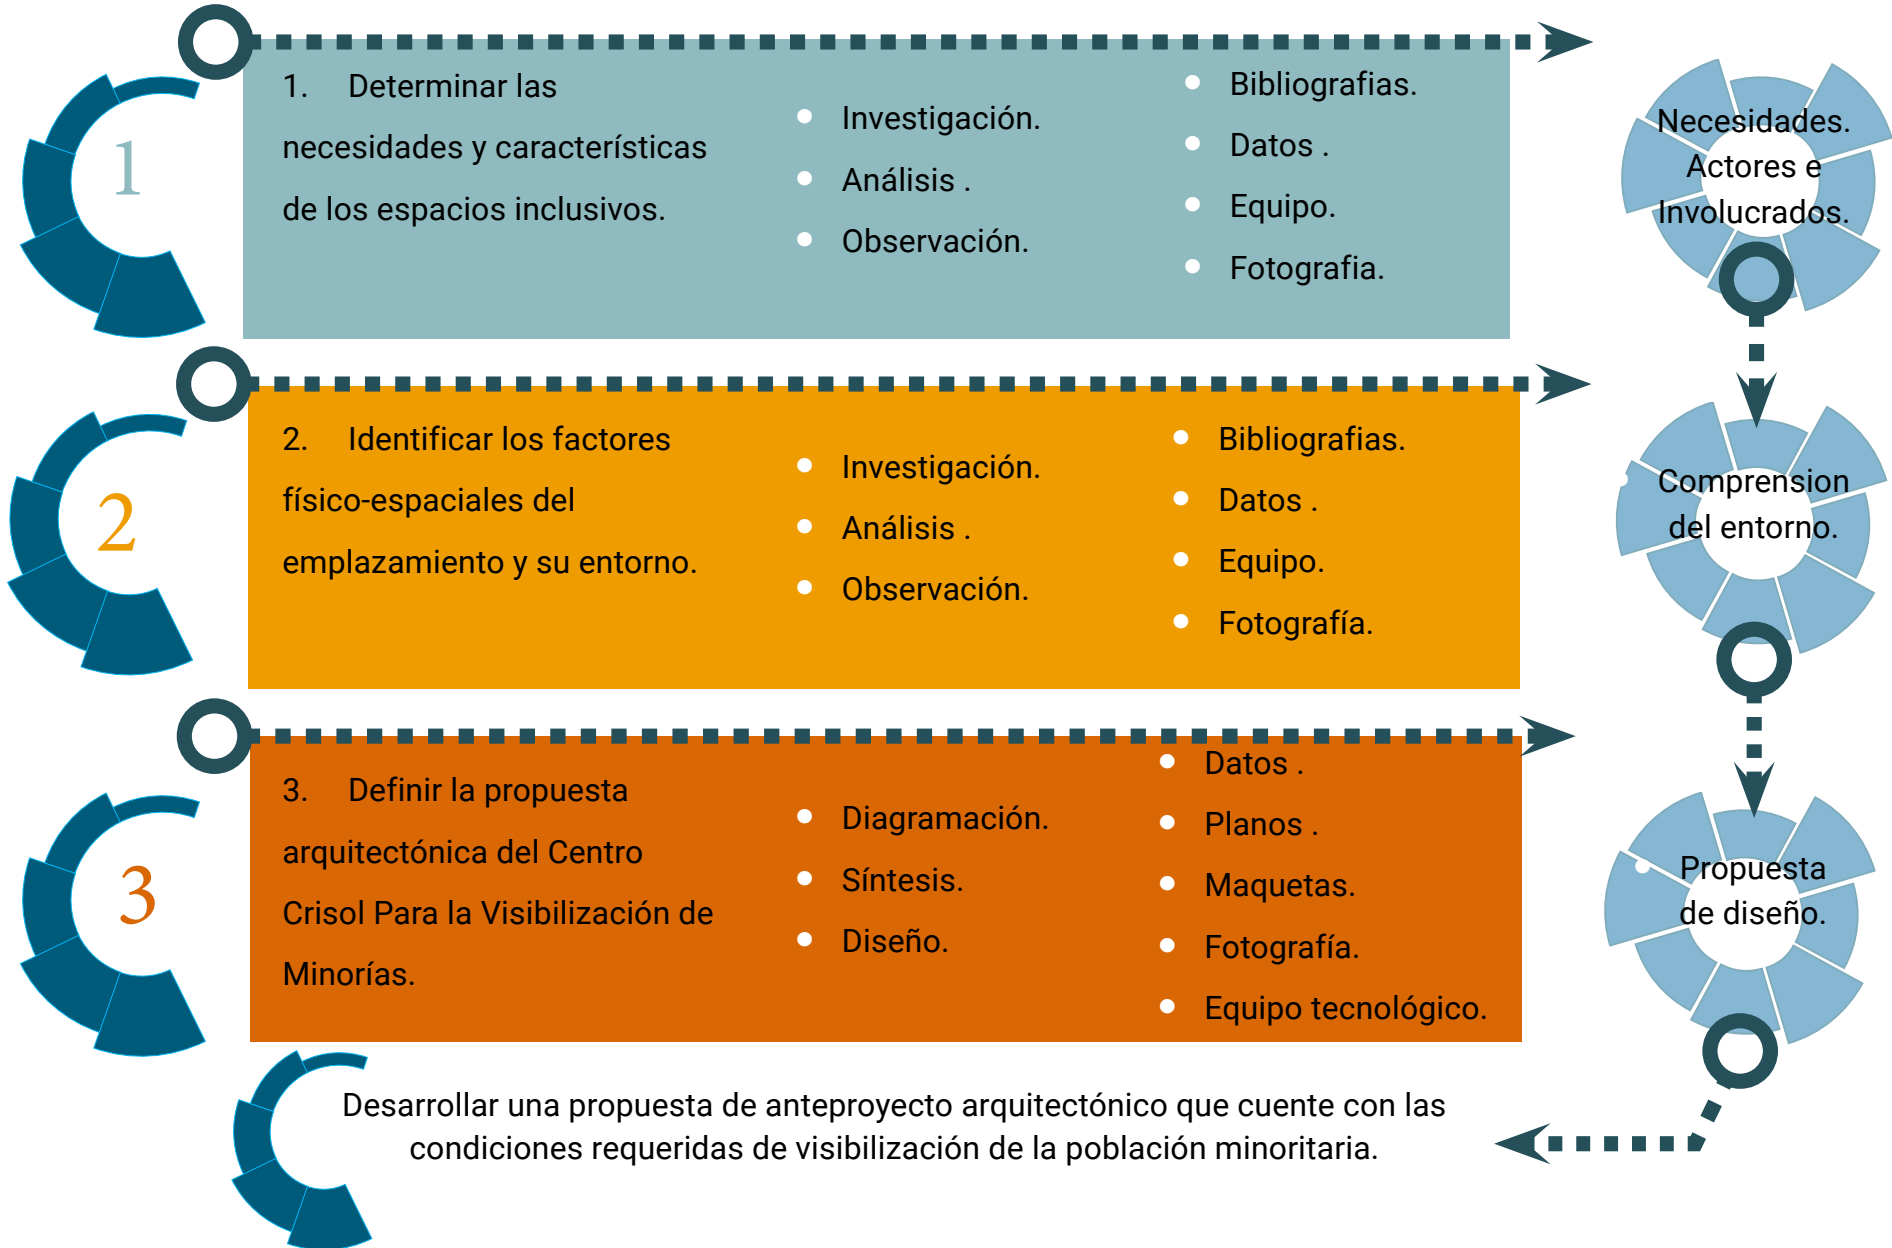 1
1. Determinar las
necesidades y características
de los espacios inclusivos.
Investigación.
Análisis .
Observación.
Bibliografias.
Datos .
Equipo.
Fotografia.
Necesidades.
Actores e
Involucrados.
2
2. Identificar los factores
físico-espaciales del
emplazamiento y su entorno.
Investigación.
Análisis .
Observación.
Bibliografias.
Datos .
Equipo.
Fotografía.
Comprension
del entorno.
3
3. Definir la propuesta
arquitectónica del Centro
Crisol Para la Visibilización de
Minorías.
Diagramación.
Síntesis.
Diseño.
Datos .
Planos .
Maquetas.
Fotografía.
Equipo tecnológico.
Propuesta
de diseño.
Desarrollar una propuesta de anteproyecto arquitectónico que cuente con las
condiciones requeridas de visibilización de la población minoritaria.